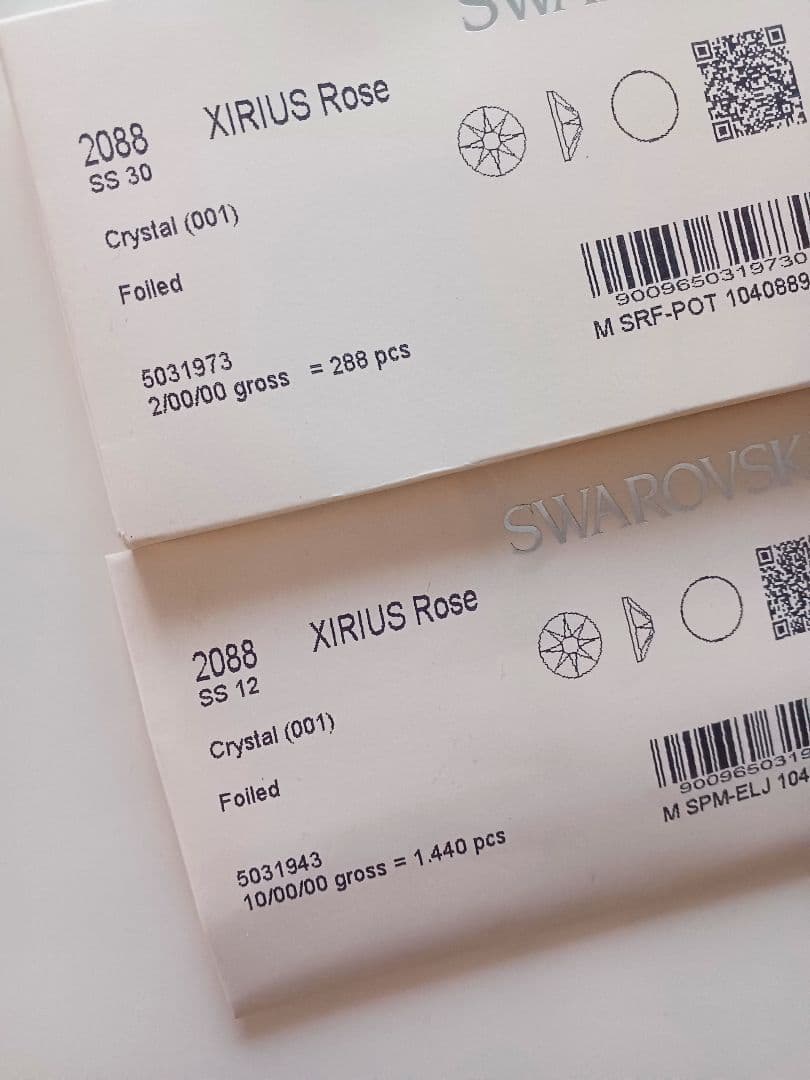 2088 XIRIUS Rose
SS 30
Crystal (001)
Foiled
9009650319730
M SRF-POT 1040889
5031973
2/00/00 gross = 288 pcs
SWAROVSK
2088 XIRIUS Rose
SS 12
Crystal (001)
Foiled
9009650319
M SPM-ELJ 104
5031943
10/00/00 gross = 1.440 pcs